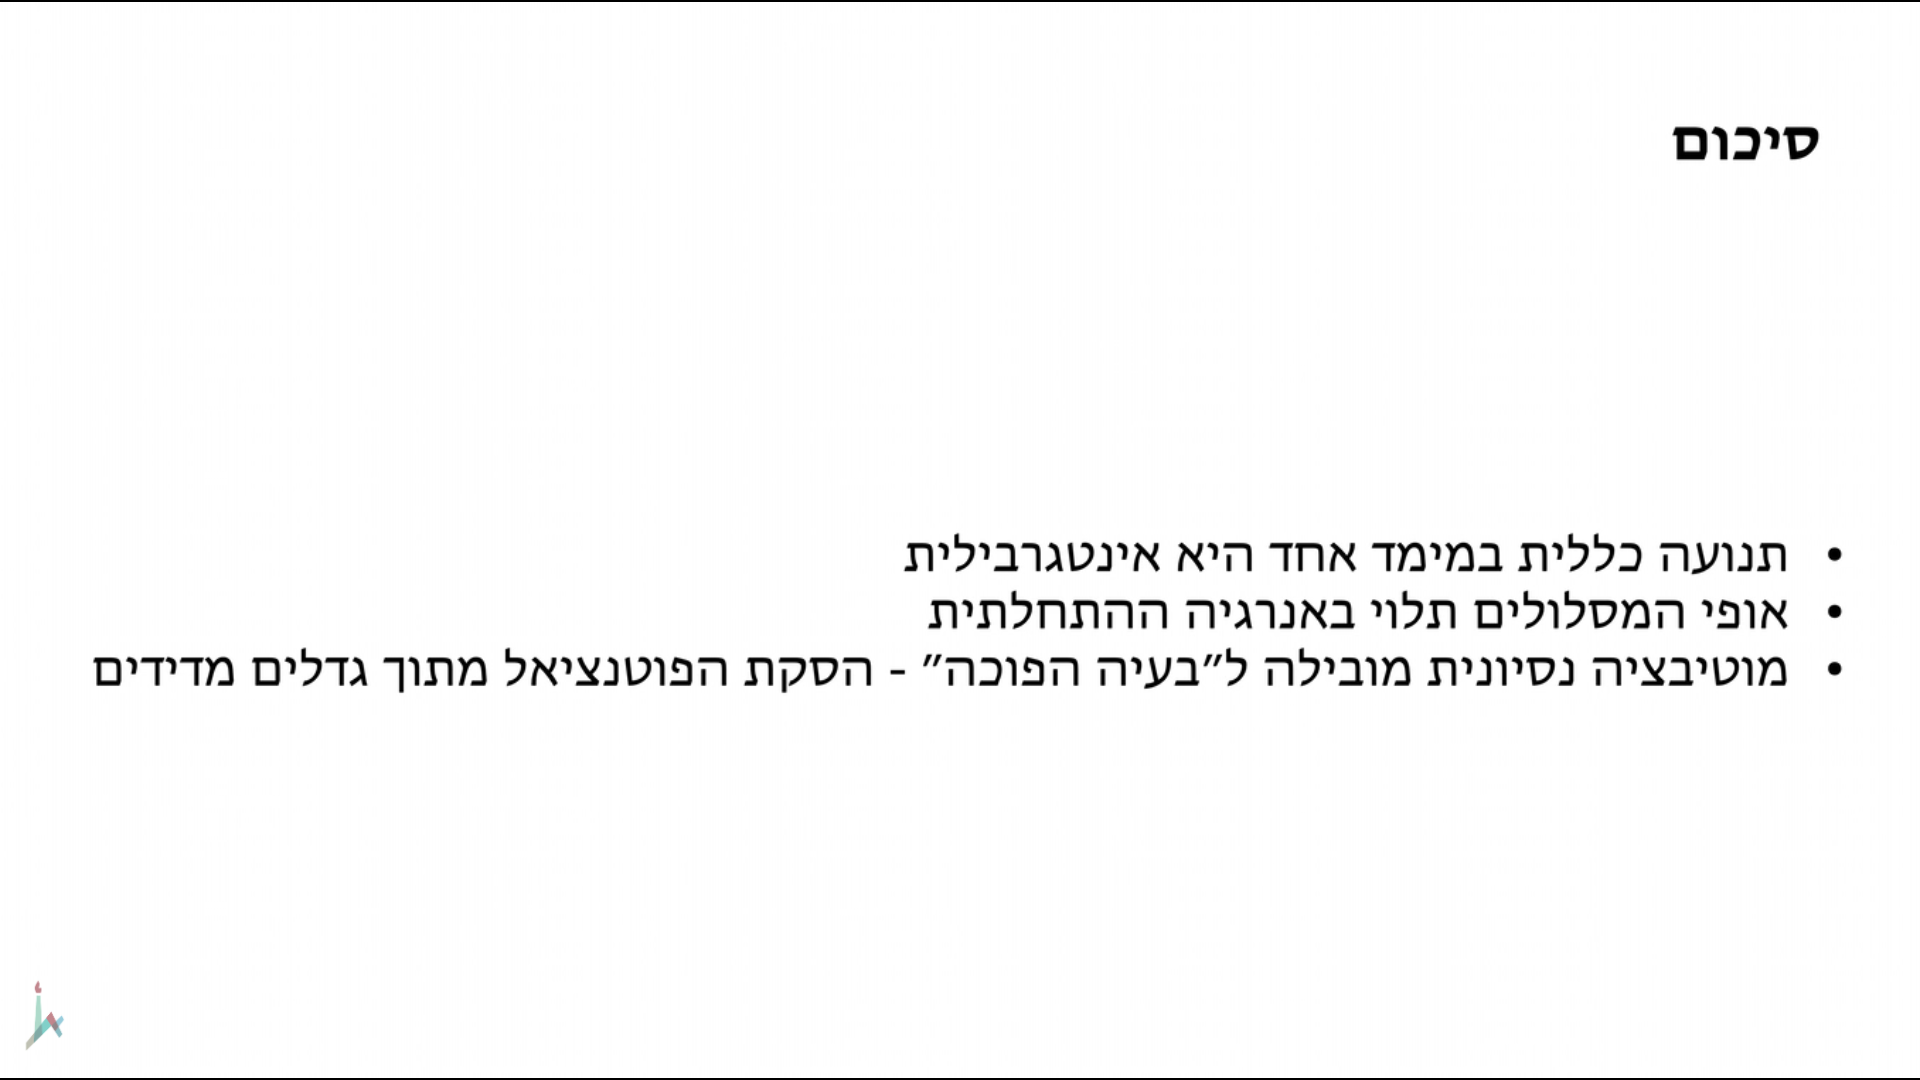 סיכום
• תנועה כללית במימד אחד היא אינטגרבילית
• אופי המסלולים תלוי באנרגיה ההתחלתית
• מוטיבציה נסיונית מובילה ל״בעיה הפוכה״ - הסקת הפוטנציאל מתוך גדלים מדידים